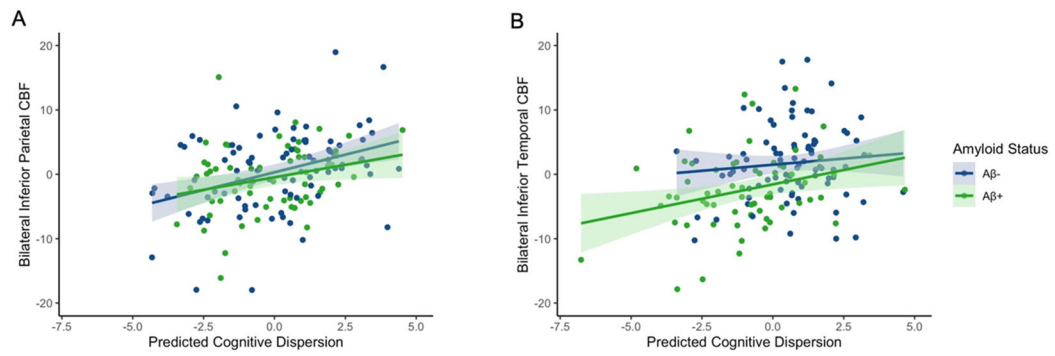 A
Bilateral Inferior Parietal CBF
20
10
0
-10
-20
-7.5
-5.0
-2.5
0.0
2.5
5.0
Predicted Cognitive Dispersion
B
Bilateral Inferior Temporal CBF
20
10
0
-10
-20
-7.5
-5.0
-2.5
0.0
2.5
5.0
Predicted Cognitive Dispersion
Amyloid Status
Aβ-
Aβ+